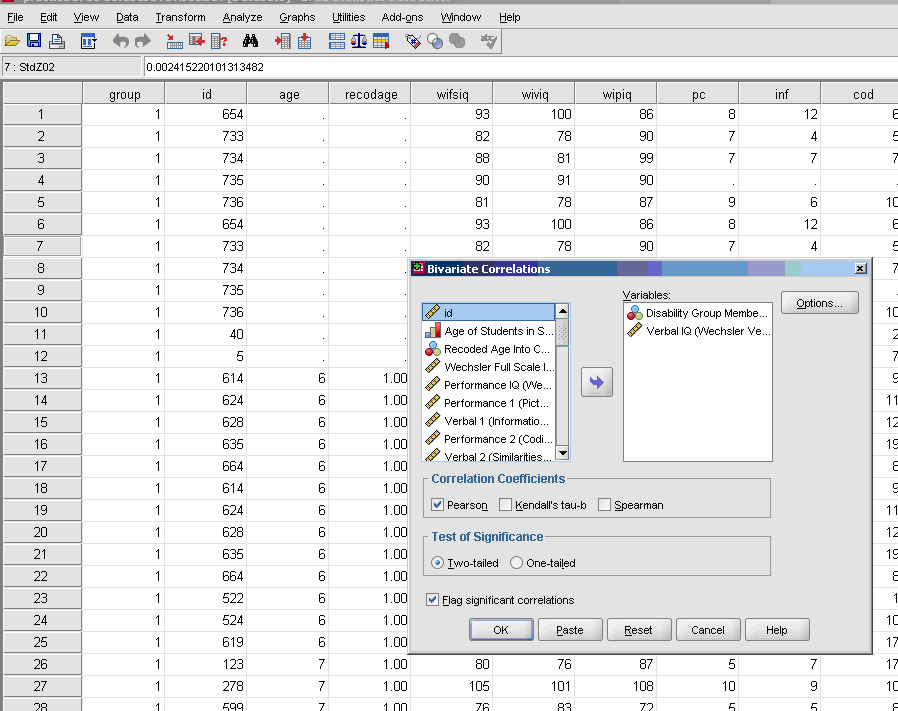 File Edit View Data Transform Analyze Graphs Utilities Add-ons Window Help
7 : StdZ02 0.002415220101313482
group id age recodage wifsiq wiviq wipiq pc inf cod
1 1 654 . . 93 100 86 8 12 6
2 1 733 . . 82 78 90 7 4 5
3 1 734 . . 88 81 99 7 7 7
4 1 735 . . 90 91 90 . . .
5 1 736 . . 81 78 87 9 6 10
6 1 654 . . 93 100 86 8 12 6
7 1 733 . . 82 78 90 7 4 5
8 1 734 . . 7
9 1 735 . . .
10 1 736 . . 10
11 1 40 . . 2
12 1 5 . . 7
13 1 614 6 1.00 9
14 1 624 6 1.00 11
15 1 628 6 1.00 12
16 1 635 6 1.00 19
17 1 664 6 1.00 8
18 1 614 6 1.00 9
19 1 624 6 1.00 11
20 1 628 6 1.00 12
21 1 635 6 1.00 19
22 1 664 6 1.00 8
23 1 522 6 1.00 1
24 1 524 6 1.00 10
25 1 619 6 1.00 17
26 1 123 7 1.00 80 76 87 5 7 17
27 1 278 7 1.00 105 101 108 10 9 10
28 1 599 7 1.00 76 83 72 5 5 8
Bivariate Correlations
Variables:
id
Age of Students in S...
Recoded Age Into C...
Wechsler Full Scale I...
Performance IQ (We...
Performance 1 (Pict...
Verbal 1 (Informatio...
Performance 2 (Codi...
Verbal 2 (Similarities...
Disability Group Membe...
Verbal IQ (Wechsler Ve...
Options...
Correlation Coefficients
Pearson Kendall's tau-b Spearman
Test of Significance
Two-tailed One-tailed
Flag significant correlations
OK Paste Reset Cancel Help